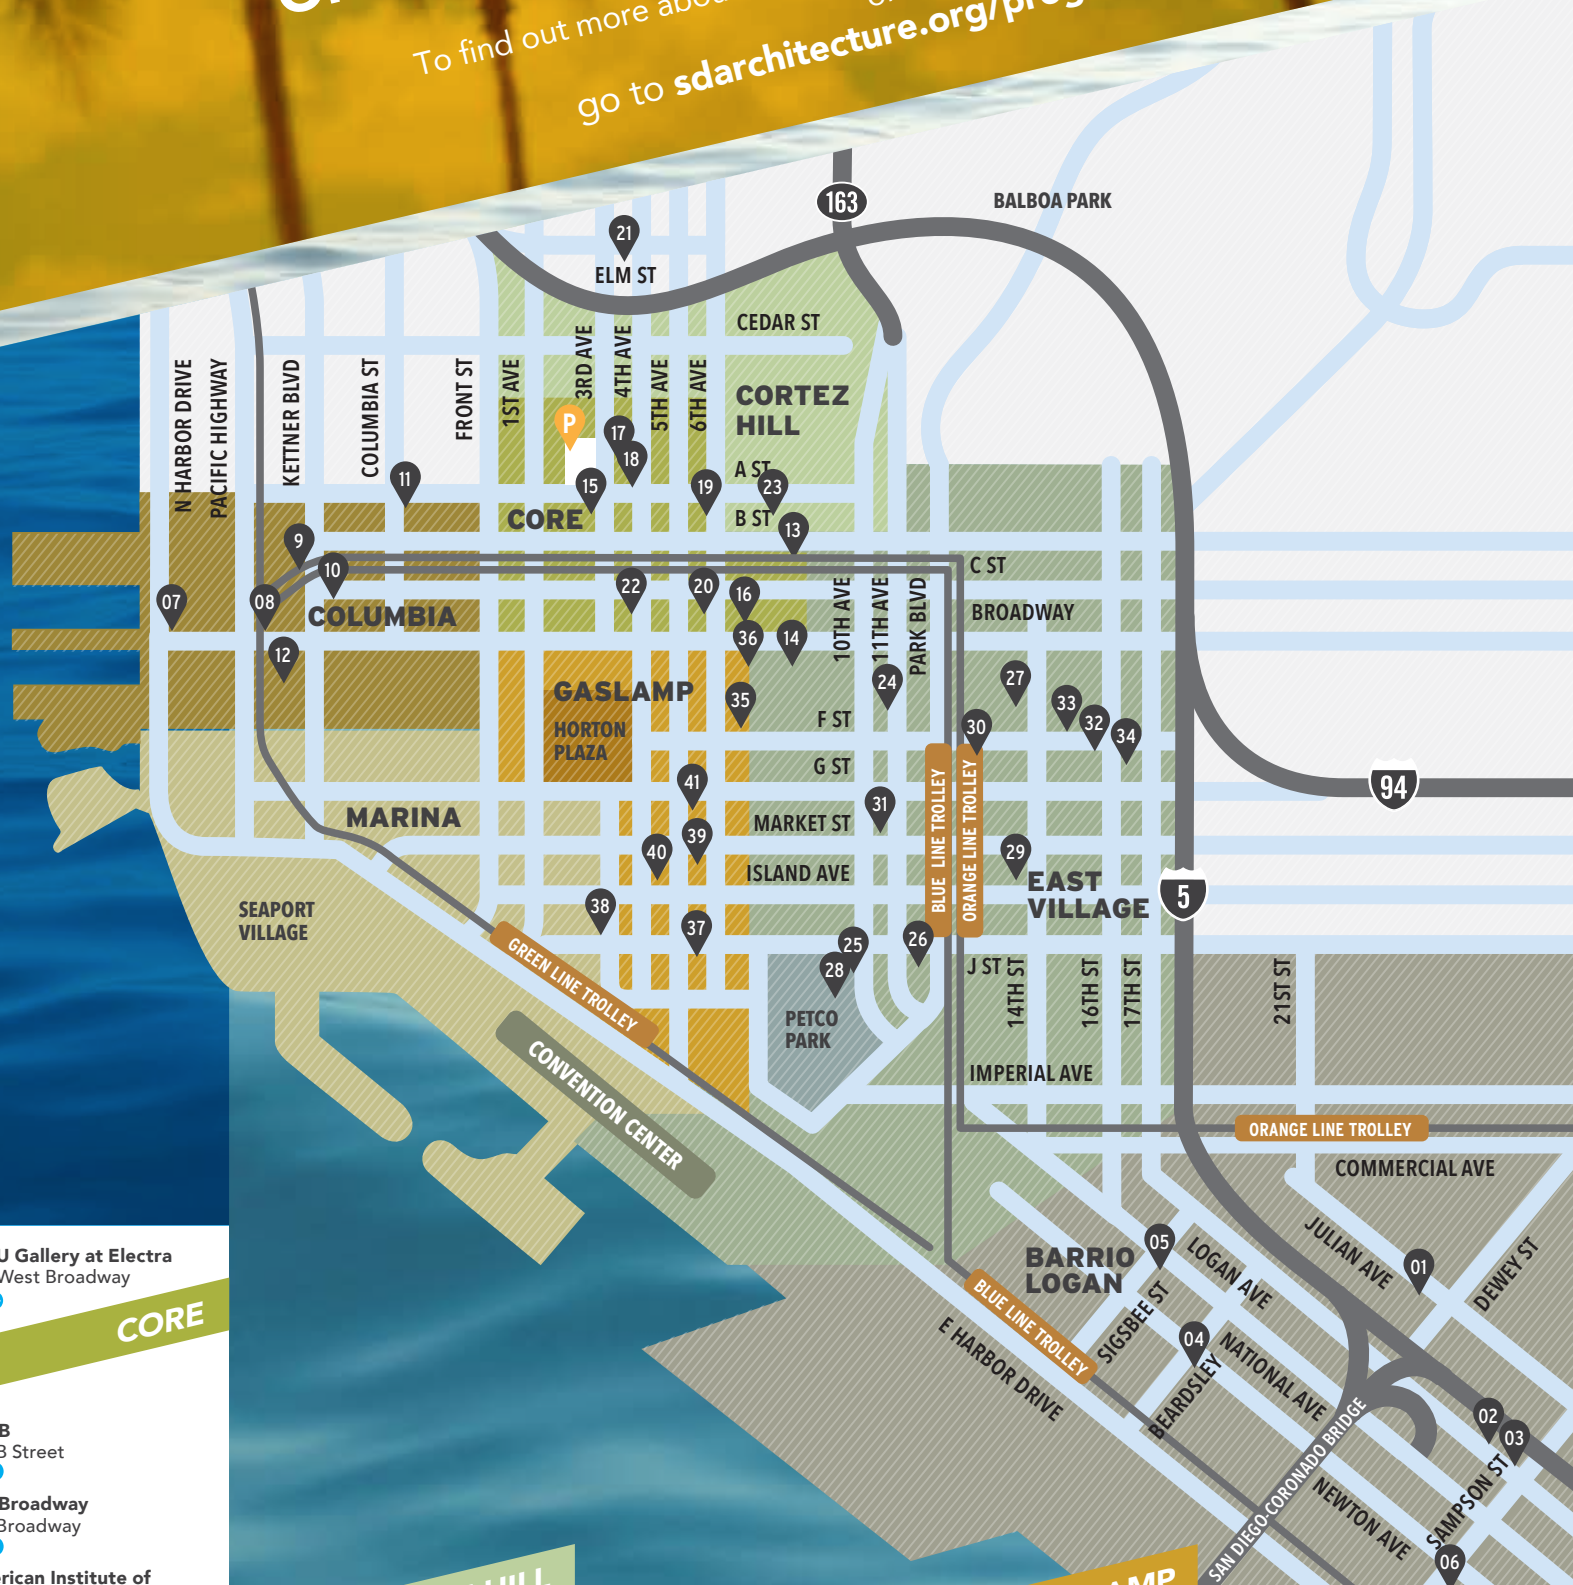 To find out more
go to sdarchitecture.org/prog
163
BALBOA PARK
21
ELM ST
CEDAR ST
N HARBOR DRIVE
PACIFIC HIGHWAY
KETTNER BLVD
COLUMBIA ST
FRONT ST
1ST AVE
3RD AVE
4TH AVE
5TH AVE
6TH AVE
CORTEZ
HILL
P
17
18
11
15
19
A ST
23
CORE
B ST
13
9
10
C ST
07
08
22
20
16
10TH AVE
11TH AVE
PARK BLVD
BROADWAY
COLUMBIA
12
36
14
GASLAMP
35
24
27
HORTON
PLAZA
F ST
30
33
32
34
G ST
41
94
MARINA
31
MARKET ST
39
40
29
ISLAND AVE
BLUE LINE TROLLEY
ORANGE LINE TROLLEY
EAST
VILLAGE
5
SEAPORT
VILLAGE
38
37
25
26
28
J ST
14TH ST
16TH ST
17TH ST
21ST ST
GREEN LINE TROLLEY
PETCO
PARK
CONVENTION CENTER
IMPERIAL AVE
ORANGE LINE TROLLEY
COMMERCIAL AVE
BARRIO
LOGAN
05
LOGAN AVE
JULIAN AVE
01
DEWEY ST
BLUE LINE TROLLEY
SIGSBEE ST
E HARBOR DRIVE
04
NATIONAL AVE
BEARDSLEY
02
03
SAN DIEGO-CORONADO BRIDGE
NEWTON AVE
SAMPSON ST
06
U Gallery at Electra
West Broadway
CORE
B
B Street
Broadway
Broadway
rican Institute of
HILL
AMP